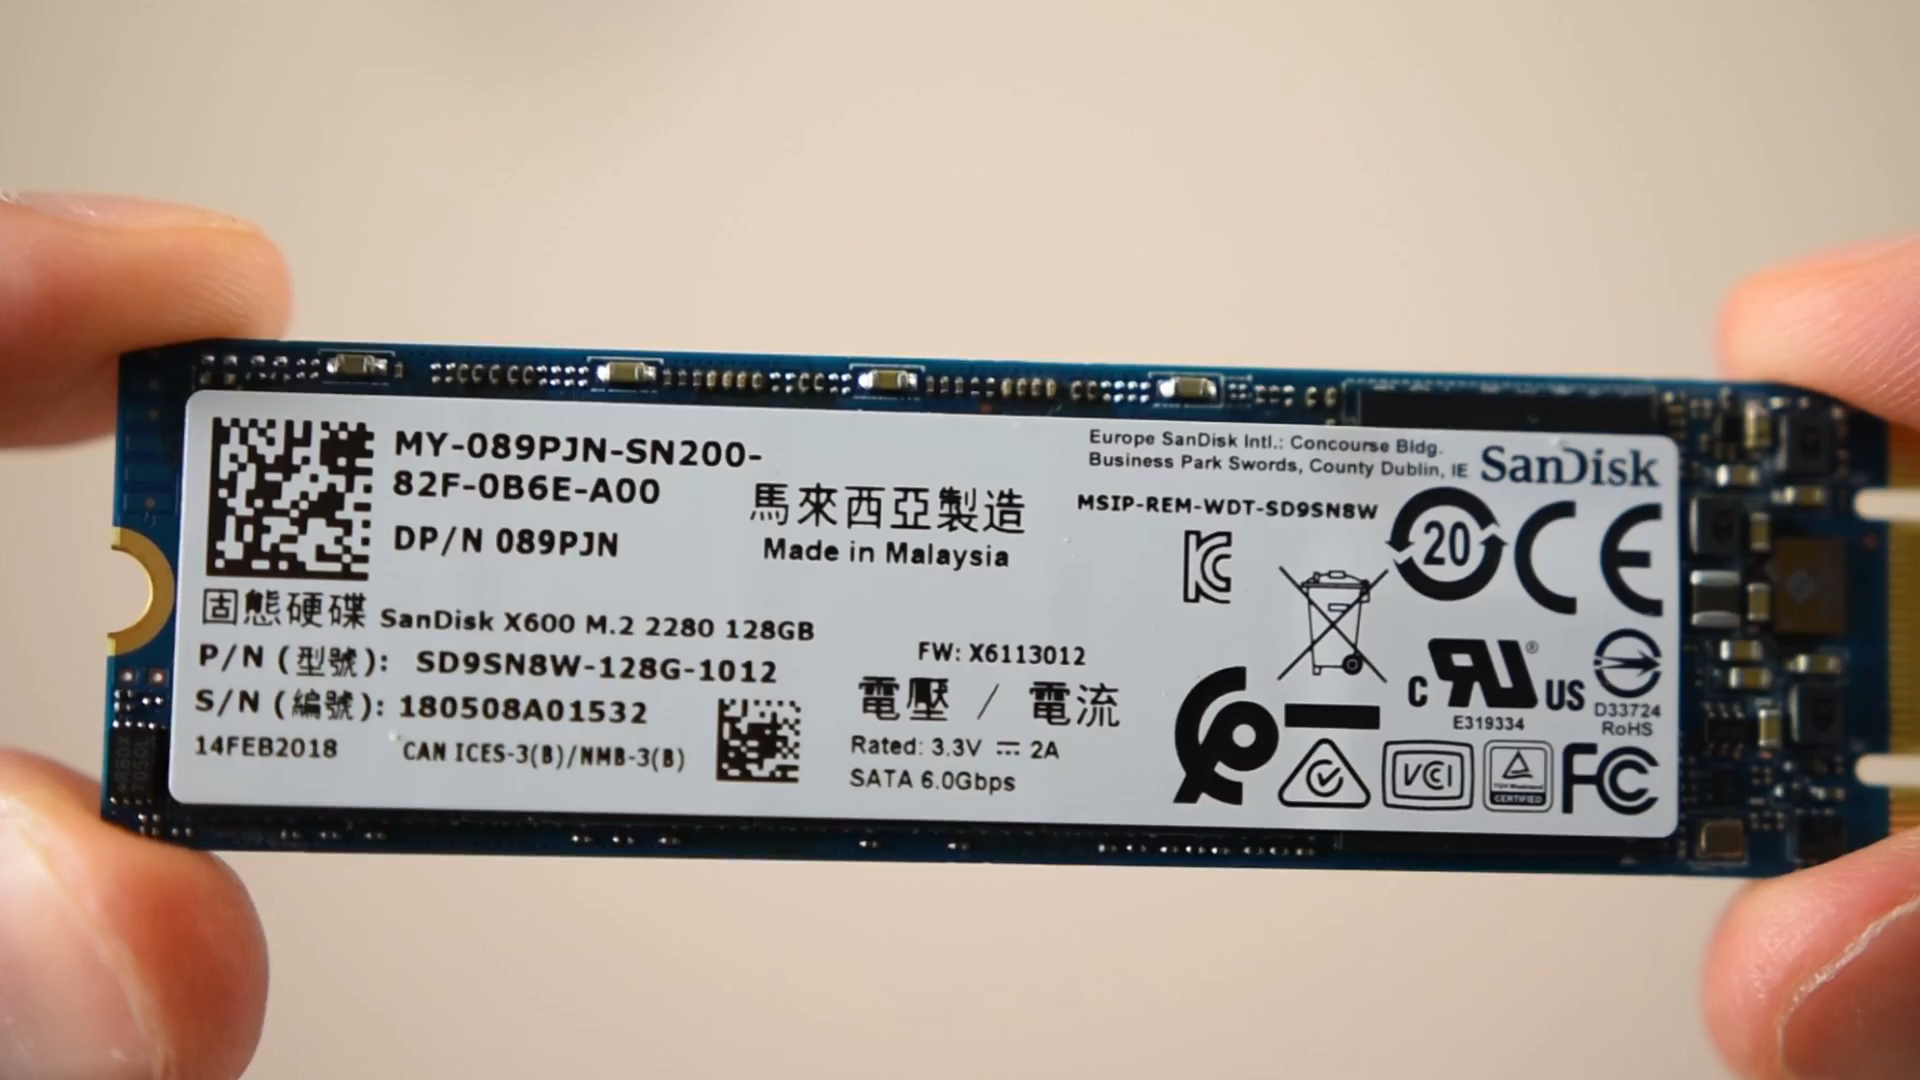 MY-089PJN-SN200-
82F-0B6E-A00
DP/N 089PJN
馬來西亞製造
Made in Malaysia
Europe SanDisk Intl.: Concourse Bldg.
Business Park Swords, County Dublin, IE
SanDisk
MSIP-REM-WDT-SD9SN8W
20
CE
固態硬碟 SanDisk X600 M.2 2280 128GB
P/N (型號): SD9SN8W-128G-1012
S/N (編號): 180508A01532
14FEB2018 CAN ICES-3(B)/NMB-3(B)
FW: X6113012
電壓 / 電流
Rated: 3.3V ⎓ 2A
SATA 6.0Gbps
c RU® US
E319334
D33724
RoHS
VCI
CERTIFIED
FC